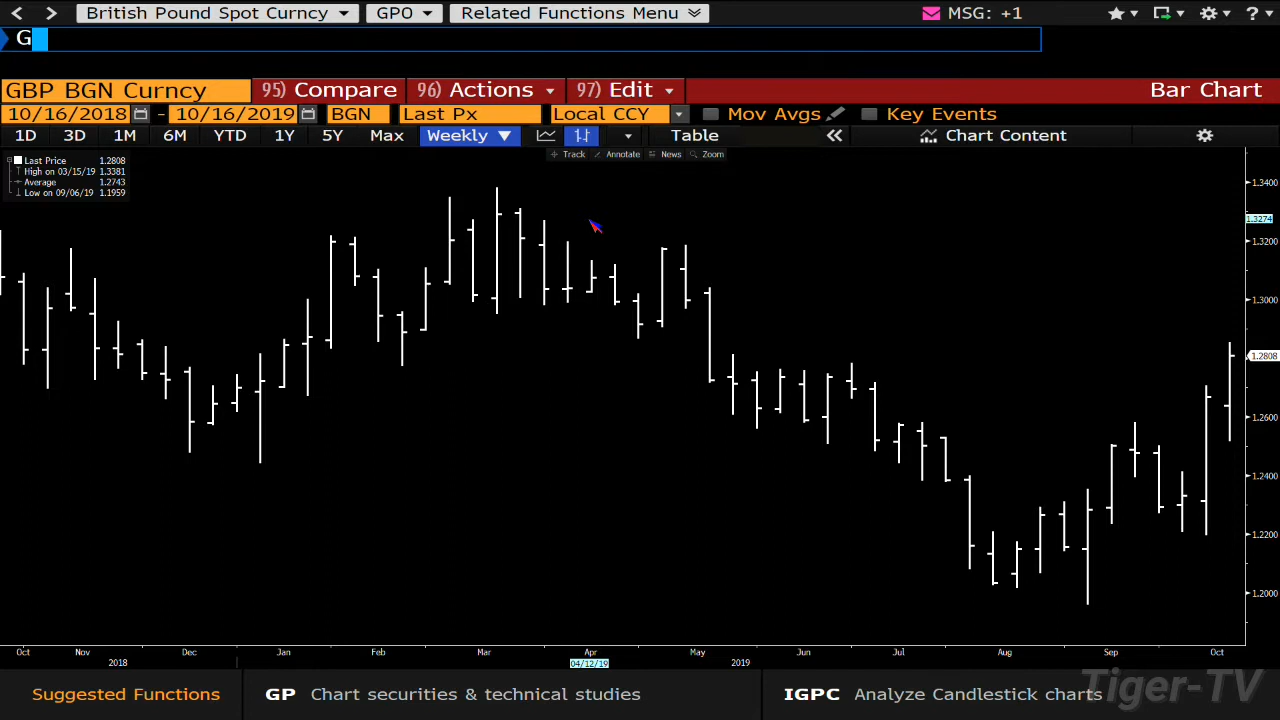 British Pound Spot Curncy GPO Related Functions Menu MSG: +1 ?
G
GBP BGN Curncy 95) Compare 96) Actions 97) Edit Bar Chart
10/16/2018 - 10/16/2019 BGN Last Px Local CCY Mov Avgs Key Events
1D 3D 1M 6M YTD 1Y 5Y Max Weekly Table Chart Content
Track Annotate News Zoom
Last Price 1.2808
High on 03/15/19 1.3381
Average 1.2743
Low on 09/06/19 1.1959
1.3400
1.3274
1.3200
1.3000
1.2808
1.2600
1.2400
1.2200
1.2000
Oct Nov Dec Jan Feb Mar Apr May Jun Jul Aug Sep Oct
2018 04/12/19 2019
Suggested Functions GP Chart securities & technical studies IGPC Analyze Candlestick charts
Tiger-TV